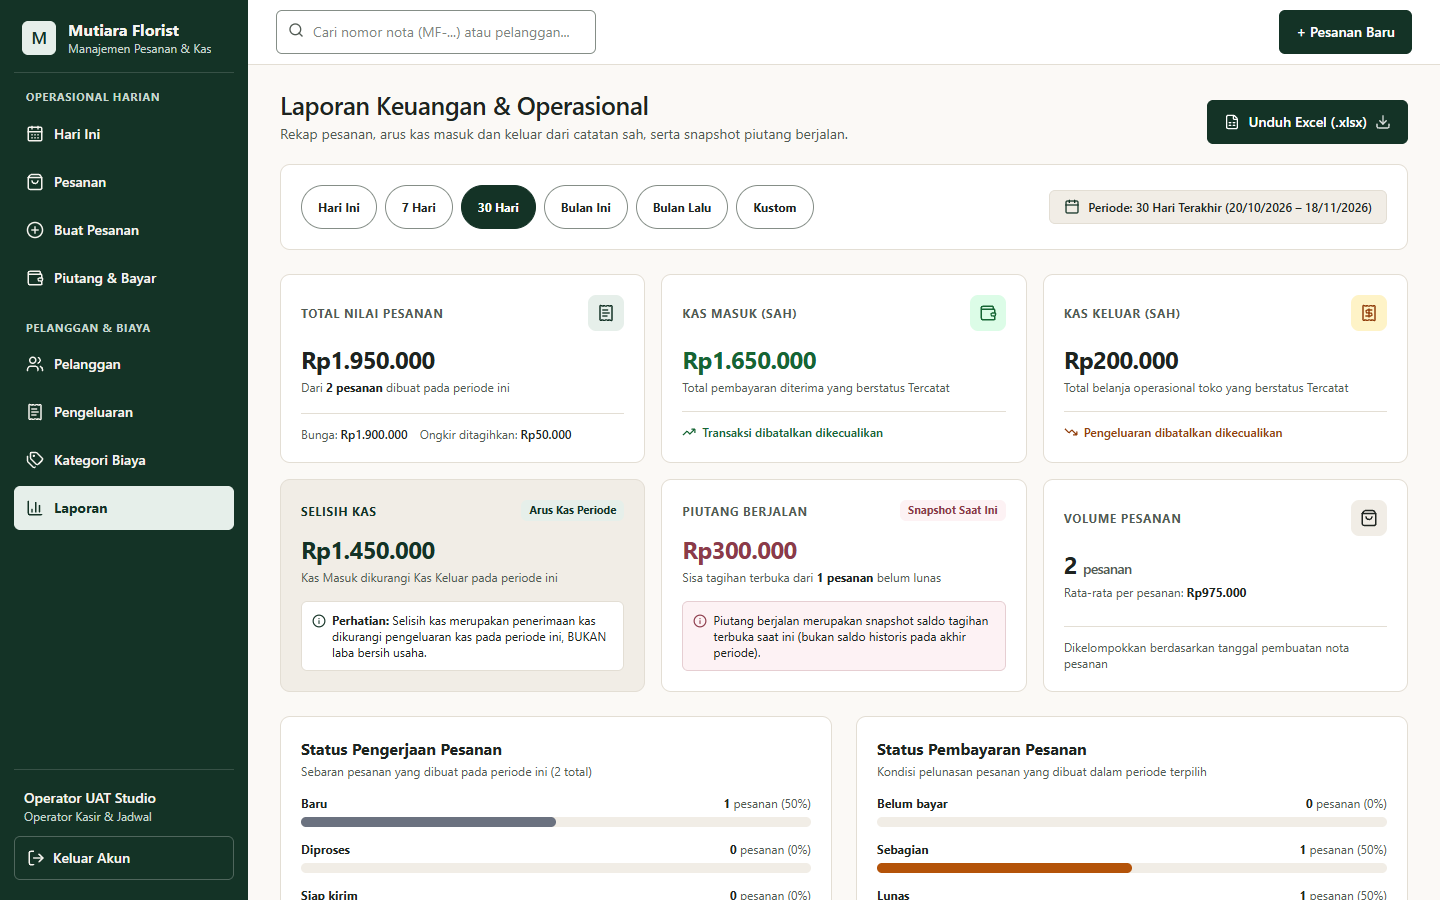 M
Mutiara Florist
Manajemen Pesanan & Kas
OPERASIONAL HARIAN
Hari Ini
Pesanan
Buat Pesanan
Piutang & Bayar
PELANGGAN & BIAYA
Pelanggan
Pengeluaran
Kategori Biaya
Laporan
Operator UAT Studio
Operator Kasir & Jadwal
Keluar Akun
Cari nomor nota (MF-...) atau pelanggan...
+ Pesanan Baru
Laporan Keuangan & Operasional
Rekap pesanan, arus kas masuk dan keluar dari catatan sah, serta snapshot piutang berjalan.
Unduh Excel (.xlsx)
Hari Ini
7 Hari
30 Hari
Bulan Ini
Bulan Lalu
Kustom
Periode: 30 Hari Terakhir (20/10/2026 – 18/11/2026)
TOTAL NILAI PESANAN
Rp1.950.000
Dari 2 pesanan dibuat pada periode ini
Bunga: Rp1.900.000 Ongkir ditagihkan: Rp50.000
KAS MASUK (SAH)
Rp1.650.000
Total pembayaran diterima yang berstatus Tercatat
Transaksi dibatalkan dikecualikan
KAS KELUAR (SAH)
Rp200.000
Total belanja operasional toko yang berstatus Tercatat
Pengeluaran dibatalkan dikecualikan
SELISIH KAS
Arus Kas Periode
Rp1.450.000
Kas Masuk dikurangi Kas Keluar pada periode ini
Perhatian: Selisih kas merupakan penerimaan kas
dikurangi pengeluaran kas pada periode ini, BUKAN
laba bersih usaha.
PIUTANG BERJALAN
Snapshot Saat Ini
Rp300.000
Sisa tagihan terbuka dari 1 pesanan belum lunas
Piutang berjalan merupakan snapshot saldo tagihan
terbuka saat ini (bukan saldo historis pada akhir
periode).
VOLUME PESANAN
2 pesanan
Rata-rata per pesanan: Rp975.000
Dikelompokkan berdasarkan tanggal pembuatan nota
pesanan
Status Pengerjaan Pesanan
Sebaran pesanan yang dibuat pada periode ini (2 total)
Baru
1 pesanan (50%)
Diproses
0 pesanan (0%)
Siap kirim
0 pesanan (0%)
Status Pembayaran Pesanan
Kondisi pelunasan pesanan yang dibuat dalam periode terpilih
Belum bayar
0 pesanan (0%)
Sebagian
1 pesanan (50%)
Lunas
1 pesanan (50%)